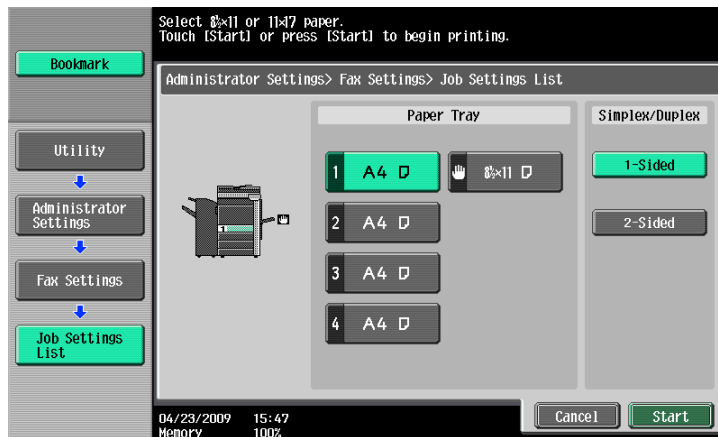 Select 8½×11 or 11×17 paper.
Touch [Start] or press [Start] to begin printing.
Bookmark
Administrator Settings> Fax Settings> Job Settings List
Paper Tray
Simplex/Duplex
Utility
Administrator
Settings
Fax Settings
Job Settings
List
1
1 A4
8½×11
2 A4
3 A4
4 A4
1-Sided
2-Sided
04/23/2009 15:47
Memory 100%
Cancel
Start